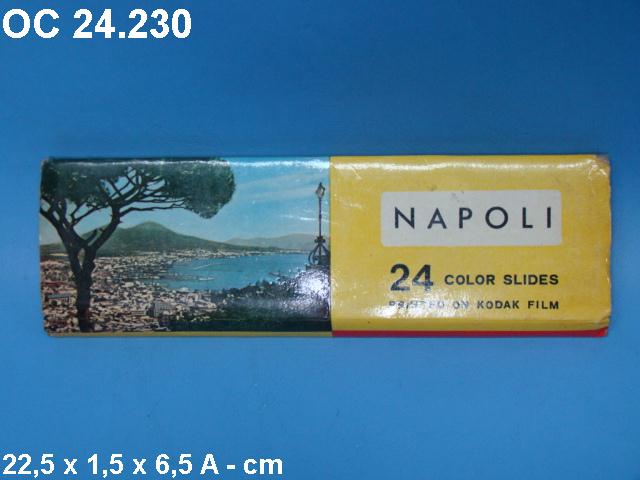 OC 24.230
NAPOLI
24 COLOR SLIDES
PRINTED ON KODAK FILM
22,5 x 1,5 x 6,5 A - cm